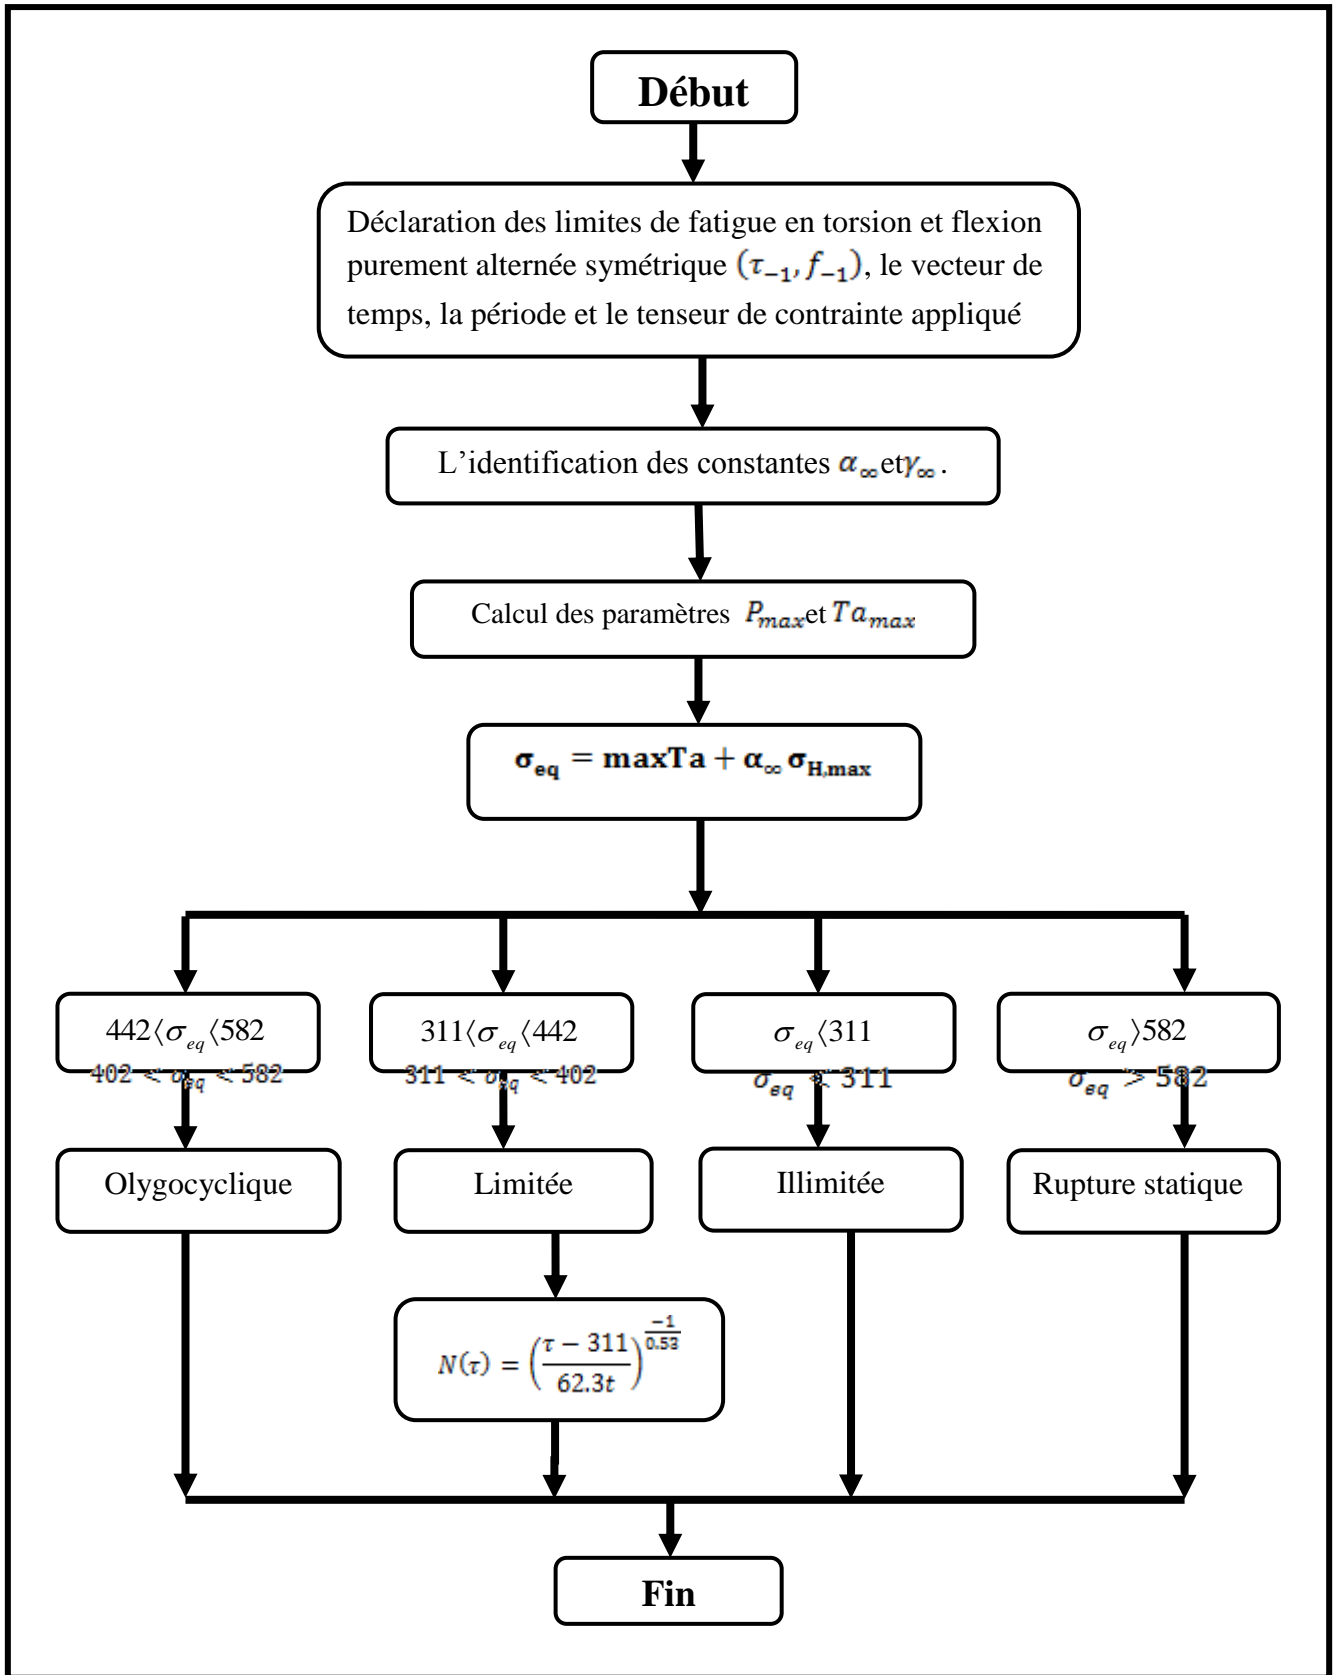 Début
Déclaration des limites de fatigue en torsion et flexion
purement alternée symétrique (τ₋₁, f₋₁), le vecteur de
temps, la période et le tenseur de contrainte appliqué
L'identification des constantes α∞ et γ∞.
Calcul des paramètres P_max et Ta_max
σ_eq = maxTa + α∞ σ_H,max
442⟨σ_eq⟨582
311⟨σ_eq⟨442
σ_eq⟨311
σ_eq⟩582
402 < σ_eq < 582
311 < σ_eq < 402
σ_eq < 311
σ_eq > 582
Olygocyclique
Limitée
Illimitée
Rupture statique
N(τ) = ((τ − 311)/(62.3t))^(−1/0.53)
Fin